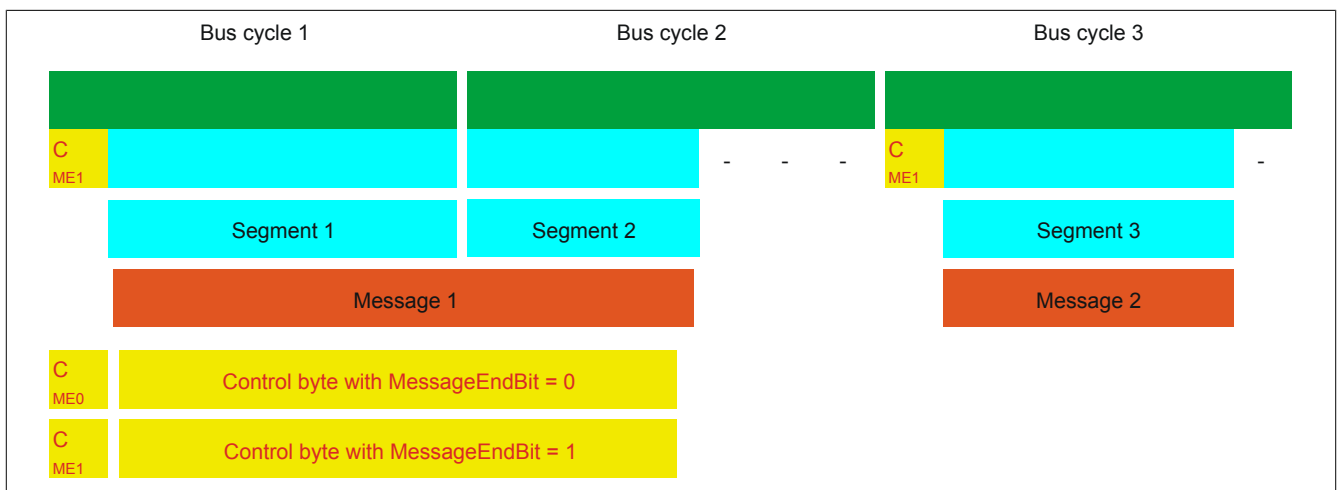 Bus cycle 1 Bus cycle 2 Bus cycle 3
C - - - C -
ME1 ME1
Segment 1 Segment 2 Segment 3
Message 1 Message 2
C Control byte with MessageEndBit = 0
ME0
C Control byte with MessageEndBit = 1
ME1